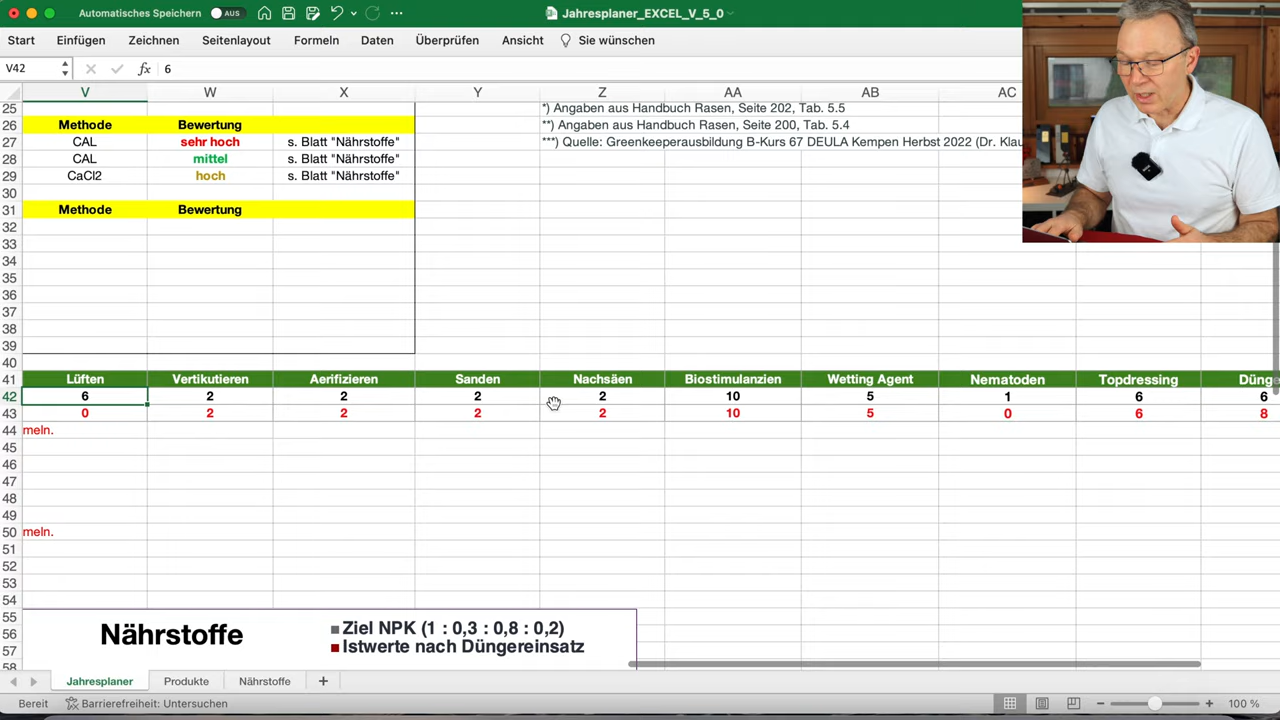 Automatisches Speichern AUS Jahresplaner_EXCEL_V_5_0
Start Einfügen Zeichnen Seitenlayout Formeln Daten Überprüfen Ansicht Sie wünschen
V42 fx 6
V W X Y Z AA AB AC
25 *) Angaben aus Handbuch Rasen, Seite 202, Tab. 5.5
26 Methode Bewertung **) Angaben aus Handbuch Rasen, Seite 200, Tab. 5.4
27 CAL sehr hoch s. Blatt "Nährstoffe" ***) Quelle: Greenkeeperausbildung B-Kurs 67 DEULA Kempen Herbst 2022 (Dr. Klau
28 CAL mittel s. Blatt "Nährstoffe"
29 CaCl2 hoch s. Blatt "Nährstoffe"
30
31 Methode Bewertung
32
33
34
35
36
37
38
39
40
41 Lüften Vertikutieren Aerifizieren Sanden Nachsäen Biostimulanzien Wetting Agent Nematoden Topdressing Dünge
42 6 2 2 2 2 10 5 1 6 6
43 0 2 2 2 2 10 5 0 6 8
44 meln.
45
46
47
48
49
50 meln.
51
52
53
54
55 Nährstoffe Ziel NPK (1 : 0,3 : 0,8 : 0,2)
56 Istwerte nach Düngereinsatz
57
58
Jahresplaner Produkte Nährstoffe +
Bereit Barrierefreiheit: Untersuchen 100 %